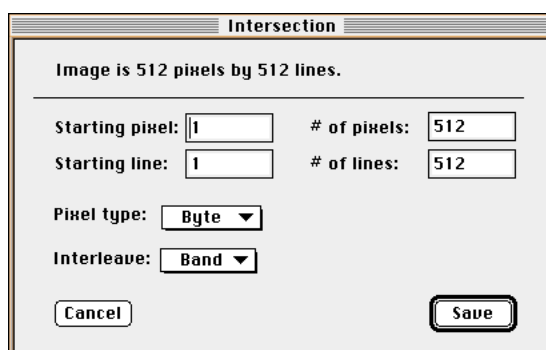 Intersection
Image is 512 pixels by 512 lines.
Starting pixel: 1 # of pixels: 512
Starting line: 1 # of lines: 512
Pixel type: Byte
Interleave: Band
Cancel Save